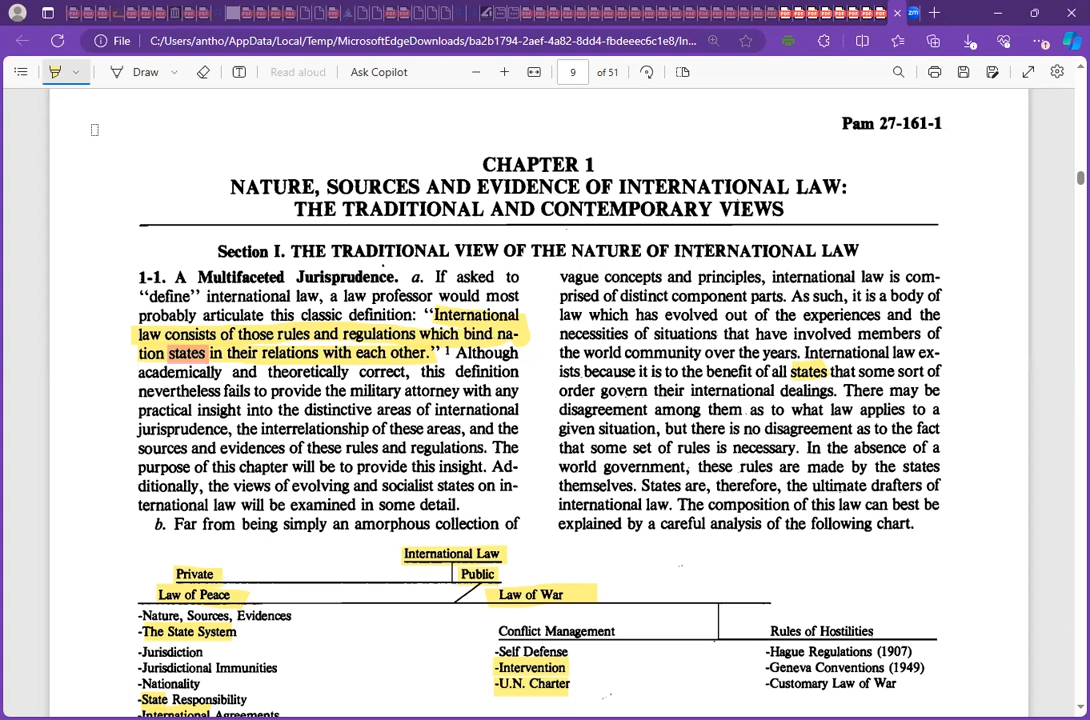 File
C:/Users/antho/AppData/Local/Temp/MicrosoftEdgeDownloads/ba2b1794-2aef-4a82-8dd4-fbdeeec6c1e8/In...
Draw
Read aloud
Ask Copilot
9 of 51
Pam 27-161-1
CHAPTER 1
NATURE, SOURCES AND EVIDENCE OF INTERNATIONAL LAW:
THE TRADITIONAL AND CONTEMPORARY VIEWS
Section I. THE TRADITIONAL VIEW OF THE NATURE OF INTERNATIONAL LAW
1-1. A Multifaceted Jurisprudence. a. If asked to
“define” international law, a law professor would most
probably articulate this classic definition: “International
law consists of those rules and regulations which bind na-
tion states in their relations with each other.” 1 Although
academically and theoretically correct, this definition
nevertheless fails to provide the military attorney with any
practical insight into the distinctive areas of international
jurisprudence, the interrelationship of these areas, and the
sources and evidences of these rules and regulations. The
purpose of this chapter will be to provide this insight. Ad-
ditionally, the views of evolving and socialist states on in-
ternational law will be examined in some detail.
b. Far from being simply an amorphous collection of
vague concepts and principles, international law is com-
prised of distinct component parts. As such, it is a body of
law which has evolved out of the experiences and the
necessities of situations that have involved members of
the world community over the years. International law ex-
ists because it is to the benefit of all states that some sort of
order govern their international dealings. There may be
disagreement among them as to what law applies to a
given situation, but there is no disagreement as to the fact
that some set of rules is necessary. In the absence of a
world government, these rules are made by the states
themselves. States are, therefore, the ultimate drafters of
international law. The composition of this law can best be
explained by a careful analysis of the following chart.
International Law
Private
Public
Law of Peace
Law of War
-Nature, Sources, Evidences
-The State System
-Jurisdiction
-Jurisdictional Immunities
-Nationality
-State Responsibility
-International Agreements
Conflict Management
-Self Defense
-Intervention
-U.N. Charter
Rules of Hostilities
-Hague Regulations (1907)
-Geneva Conventions (1949)
-Customary Law of War